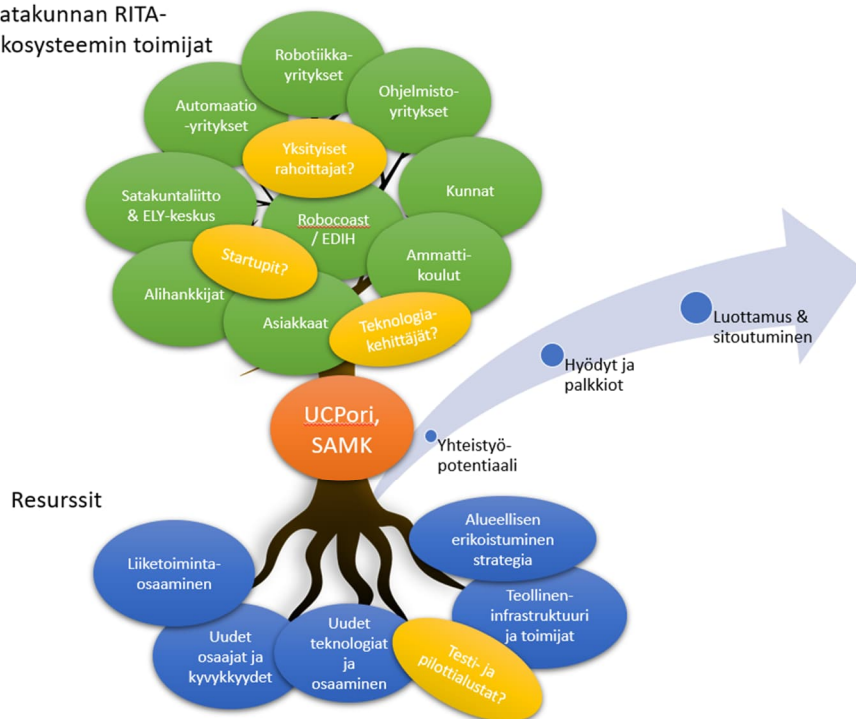 atakunnan RITA-
kosysteemin toimijat
Robotiikka-
yritykset
Ohjelmisto-
yritykset
Automaatio
-yritykset
Yksityiset
rahoittajat?
Kunnat
Satakuntaliitto
& ELY-keskus
Robocoast
/ EDIH
Startupit?
Ammatti-
koulut
Alihankkijat
Asiakkaat
Teknologia-
kehittäjät?
Luottamus &
sitoutuminen
Hyödyt ja
palkkiot
UCPori,
SAMK
Yhteistyö-
potentiaali
Resurssit
Alueellisen
erikoistuminen
strategia
Liiketoiminta-
osaaminen
Teollinen-
infrastruktuuri
ja toimijat
Uudet
osaajat ja
kyvykkyydet
Uudet
teknologiat
ja
osaaminen
Testi- ja
pilottialustat?